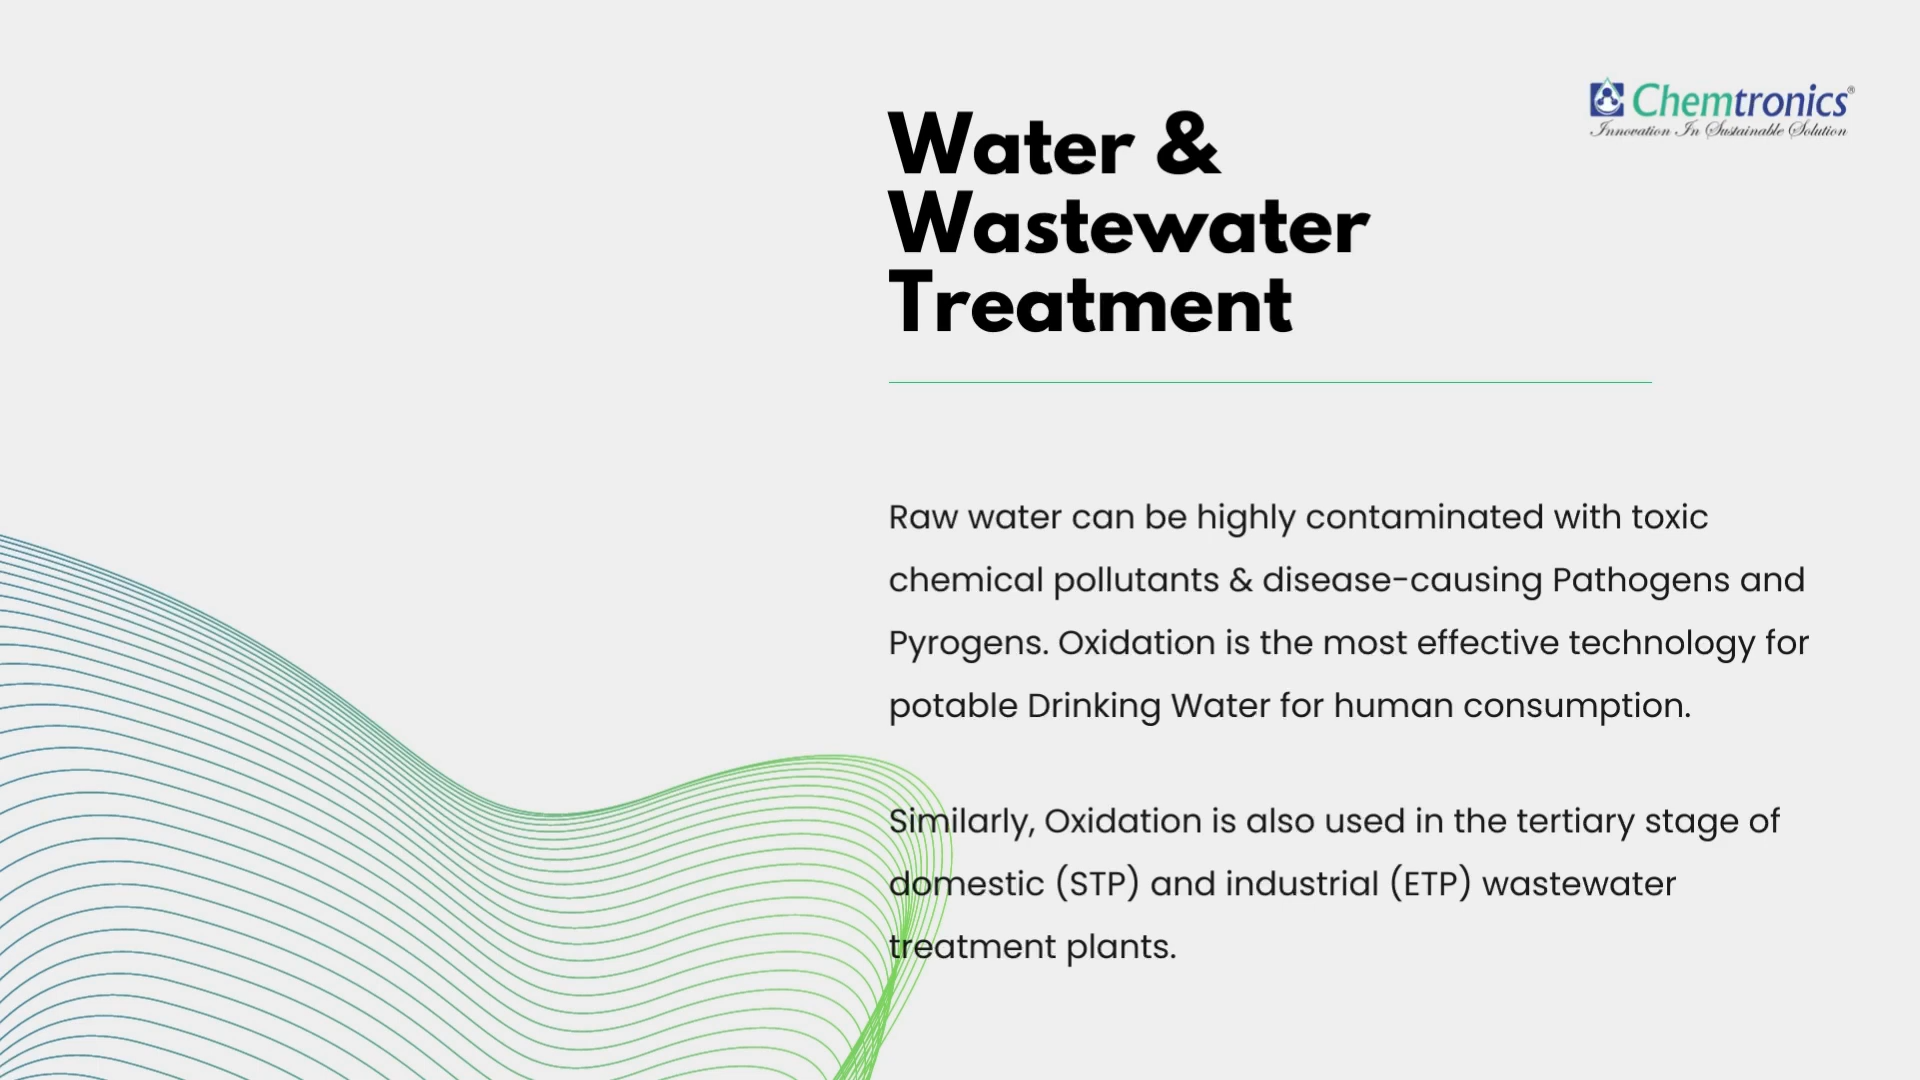 Chemtronics®
Innovation In Sustainable Solution
Water &
Wastewater
Treatment
Raw water can be highly contaminated with toxic
chemical pollutants & disease-causing Pathogens and
Pyrogens. Oxidation is the most effective technology for
potable Drinking Water for human consumption.
Similarly, Oxidation is also used in the tertiary stage of
domestic (STP) and industrial (ETP) wastewater
treatment plants.